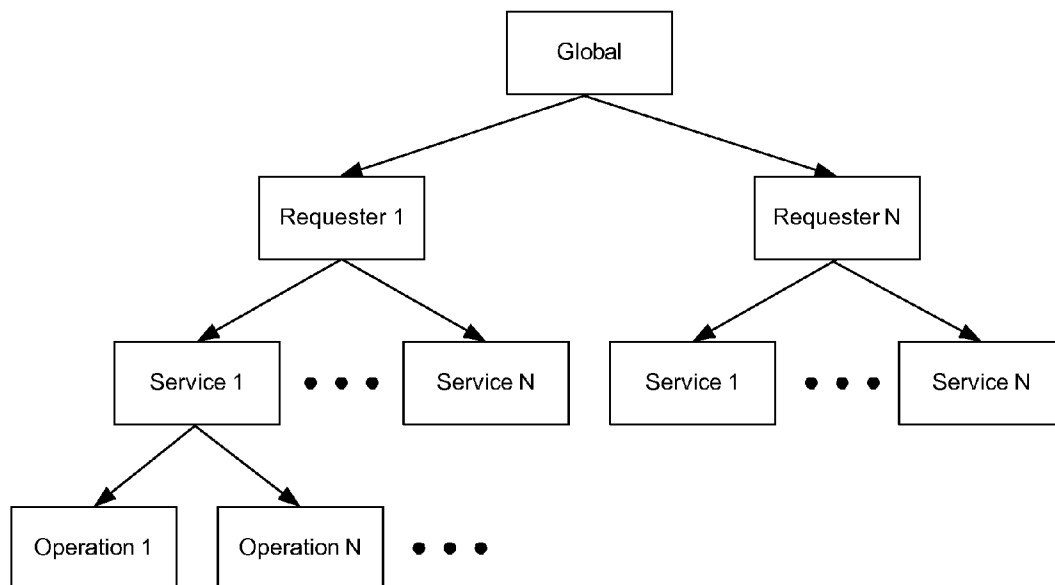 Global
Requester 1
Requester N
Service 1
Service N
Service 1
Service N
Operation 1
Operation N